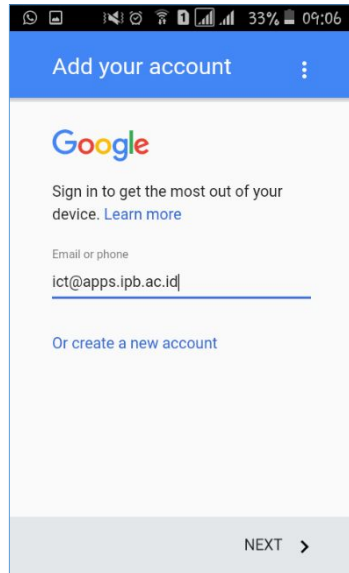 1 33% 09:06
Add your account
Google
Sign in to get the most out of your
device. Learn more
Email or phone
ict@apps.ipb.ac.id
Or create a new account
NEXT